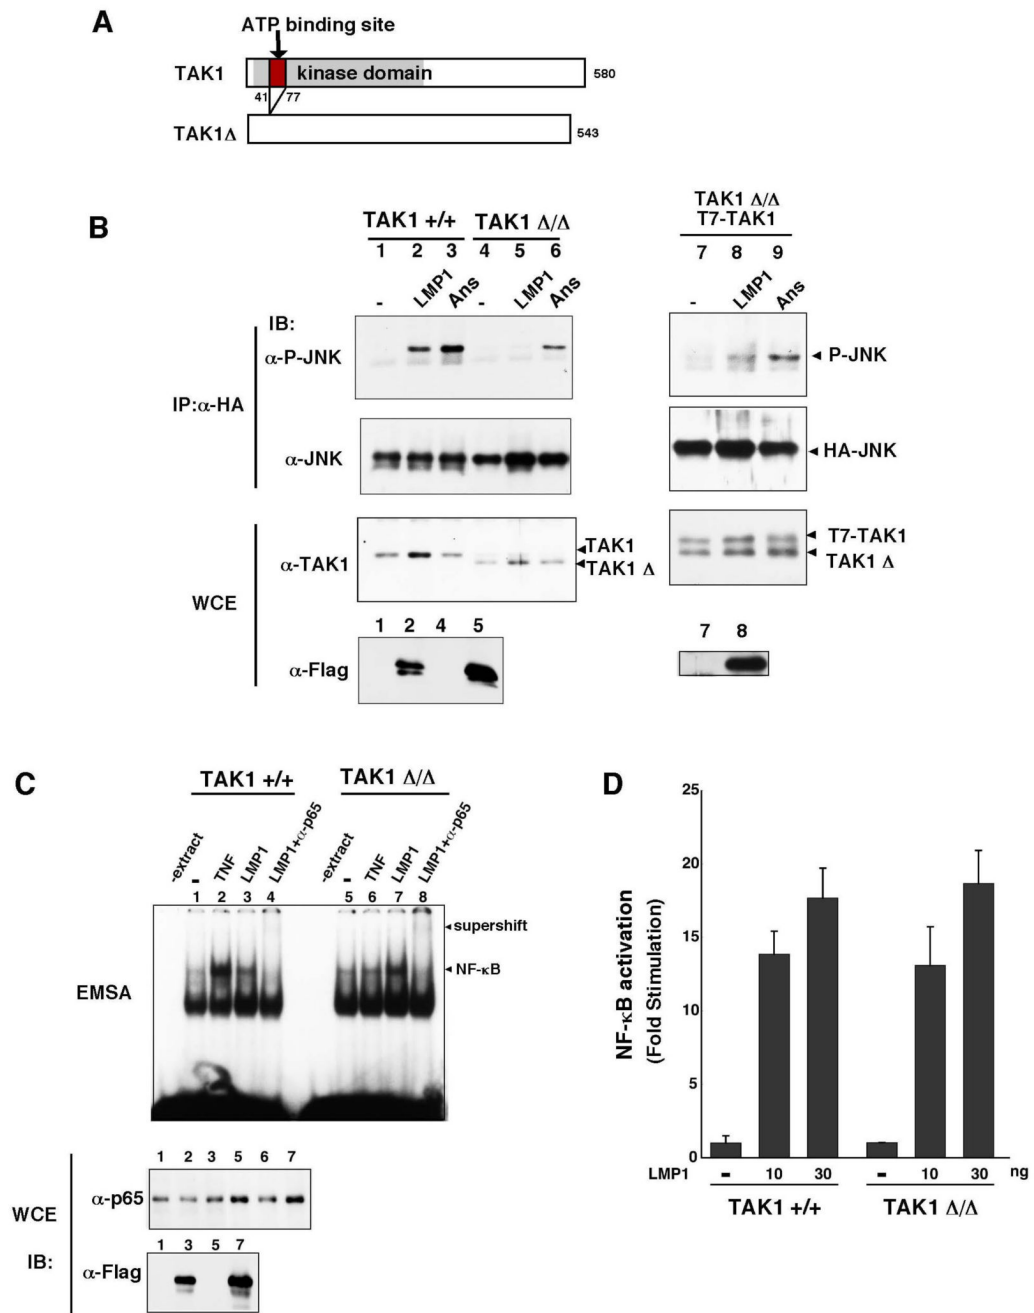 A
ATP binding site
TAK1
kinase domain
580
41
77
TAK1Δ
543
B
TAK1 +/+
TAK1 Δ/Δ
1 2 3 4 5 6
- LMP1 Ans - LMP1 Ans
TAK1 Δ/Δ
T7-TAK1
7 8 9
- LMP1 Ans
IB:
α-P-JNK
P-JNK
IP:α-HA
α-JNK
HA-JNK
α-TAK1
TAK1
TAK1 Δ
T7-TAK1
TAK1 Δ
WCE
1 2 4 5
7 8
α-Flag
C
TAK1 +/+
TAK1 Δ/Δ
-extract - TNF LMP1 LMP1+α-p65
-extract - TNF LMP1 LMP1+α-p65
1 2 3 4 5 6 7 8
supershift
NF-κB
EMSA
1 2 3 5 6 7
α-p65
WCE
1 3 5 7
IB:
α-Flag
D
NF-κB activation
(Fold Stimulation)
25
20
15
10
5
0
LMP1 - 10 30 - 10 30 ng
TAK1 +/+
TAK1 Δ/Δ